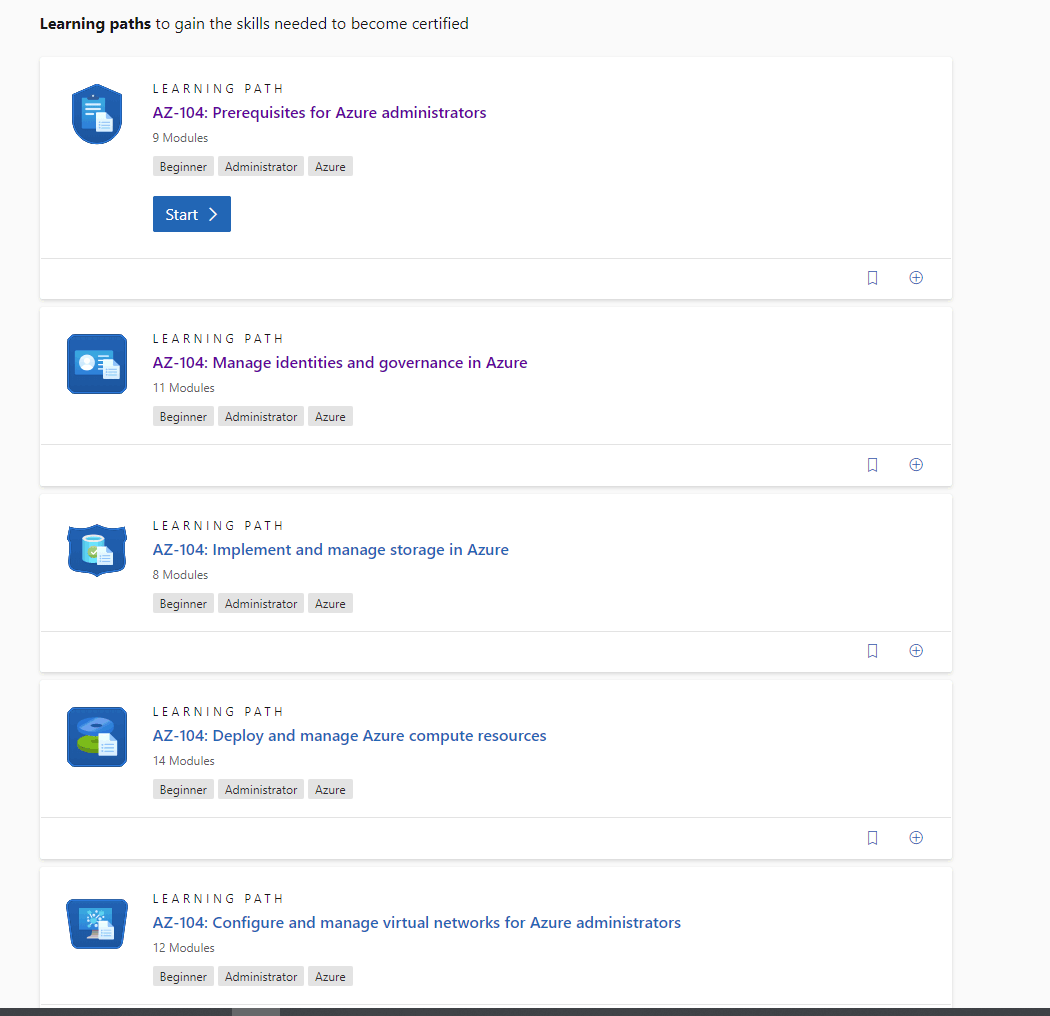 Learning paths to gain the skills needed to become certified
LEARNING PATH
AZ-104: Prerequisites for Azure administrators
9 Modules
Beginner Administrator Azure
Start
LEARNING PATH
AZ-104: Manage identities and governance in Azure
11 Modules
Beginner Administrator Azure
LEARNING PATH
AZ-104: Implement and manage storage in Azure
8 Modules
Beginner Administrator Azure
LEARNING PATH
AZ-104: Deploy and manage Azure compute resources
14 Modules
Beginner Administrator Azure
LEARNING PATH
AZ-104: Configure and manage virtual networks for Azure administrators
12 Modules
Beginner Administrator Azure